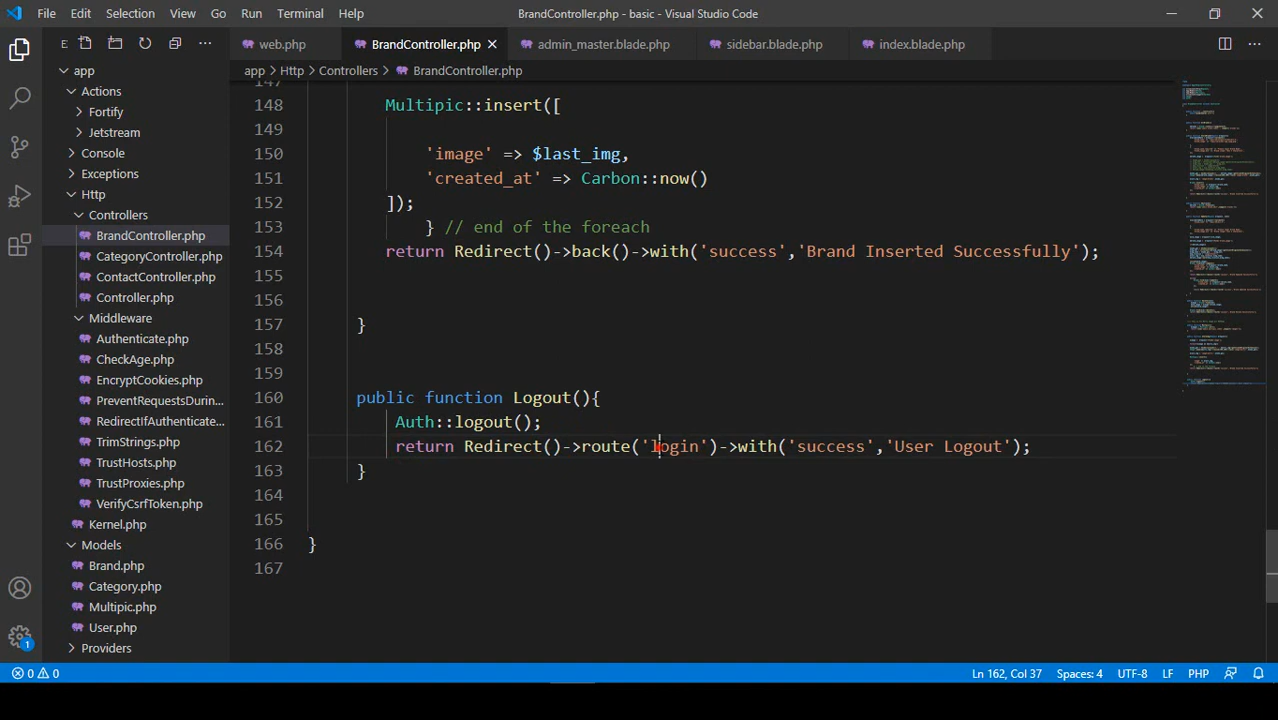 File Edit Selection View Go Run Terminal Help BrandController.php - basic - Visual Studio Code
E web.php BrandController.php admin_master.blade.php sidebar.blade.php index.blade.php
app > Http > Controllers > BrandController.php
app
Actions
Fortify
Jetstream
Console
Exceptions
Http
Controllers
BrandController.php
CategoryController.php
ContactController.php
Controller.php
Middleware
Authenticate.php
CheckAge.php
EncryptCookies.php
PreventRequestsDurin...
RedirectIfAuthenticate...
TrimStrings.php
TrustHosts.php
TrustProxies.php
VerifyCsrfToken.php
Kernel.php
Models
Brand.php
Category.php
Multipic.php
User.php
Providers
147
148 Multipic::insert([
149
150 'image' => $last_img,
151 'created_at' => Carbon::now()
152 ]);
153 } // end of the foreach
154 return Redirect()->back()->with('success','Brand Inserted Successfully');
155
156
157 }
158
159
160 public function Logout(){
161 Auth::logout();
162 return Redirect()->route('login')->with('success','User Logout');
163 }
164
165
166 }
167
1
0 0 Ln 162, Col 37 Spaces: 4 UTF-8 LF PHP